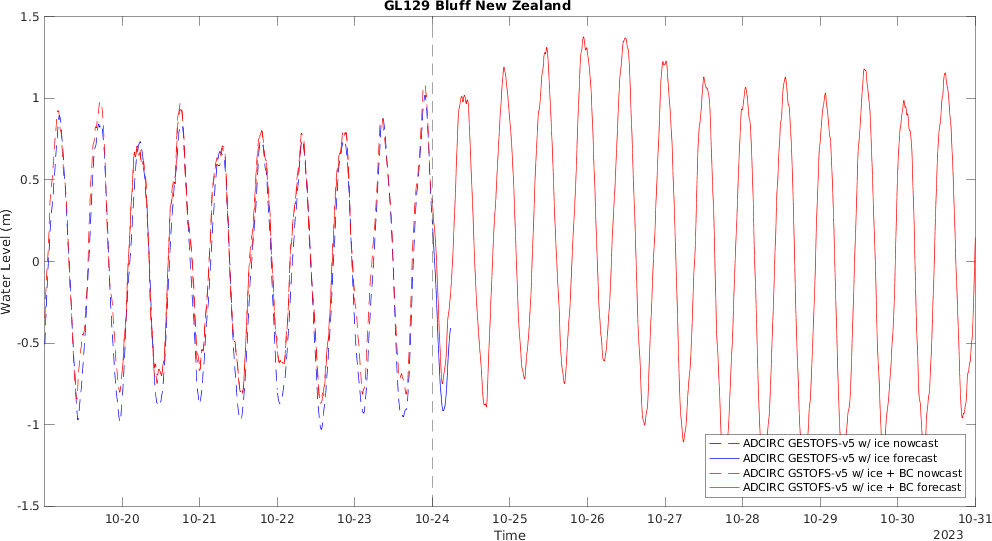 GL129 Bluff New Zealand
1.5
1
0.5
0
-0.5
-1
-1.5
Water Level (m)
ADCIRC GESTOFS-v5 w/ ice nowcast
ADCIRC GESTOFS-v5 w/ ice forecast
ADCIRC GSTOFS-v5 w/ ice + BC nowcast
ADCIRC GSTOFS-v5 w/ ice + BC forecast
10-20 10-21 10-22 10-23 10-24 10-25 10-26 10-27 10-28 10-29 10-30 10-31
Time
2023